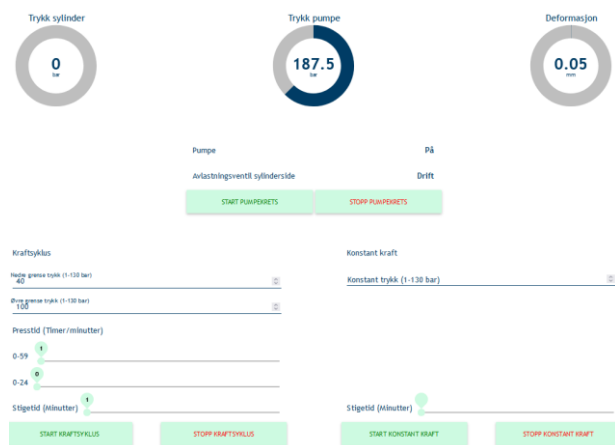 Trykk sylinder
0
bar
Trykk pumpe
187.5
bar
Deformasjon
0.05
mm
Pumpe På
Avlastningsventil sylinderside Drift
START PUMPEKRETS STOPP PUMPEKRETS
Kraftsyklus
Nedre grense trykk (1-130 bar)
40
Øvre grense trykk (1-130 bar)
100
Presstid (Timer/minutter)
1
0-59
0
0-24
1
Stigetid (Minutter)
START KRAFTSYKLUS STOPP KRAFTSYKLUS
Konstant kraft
Konstant trykk (1-130 bar)
Stigetid (Minutter)
START KONSTANT KRAFT STOPP KONSTANT KRAFT